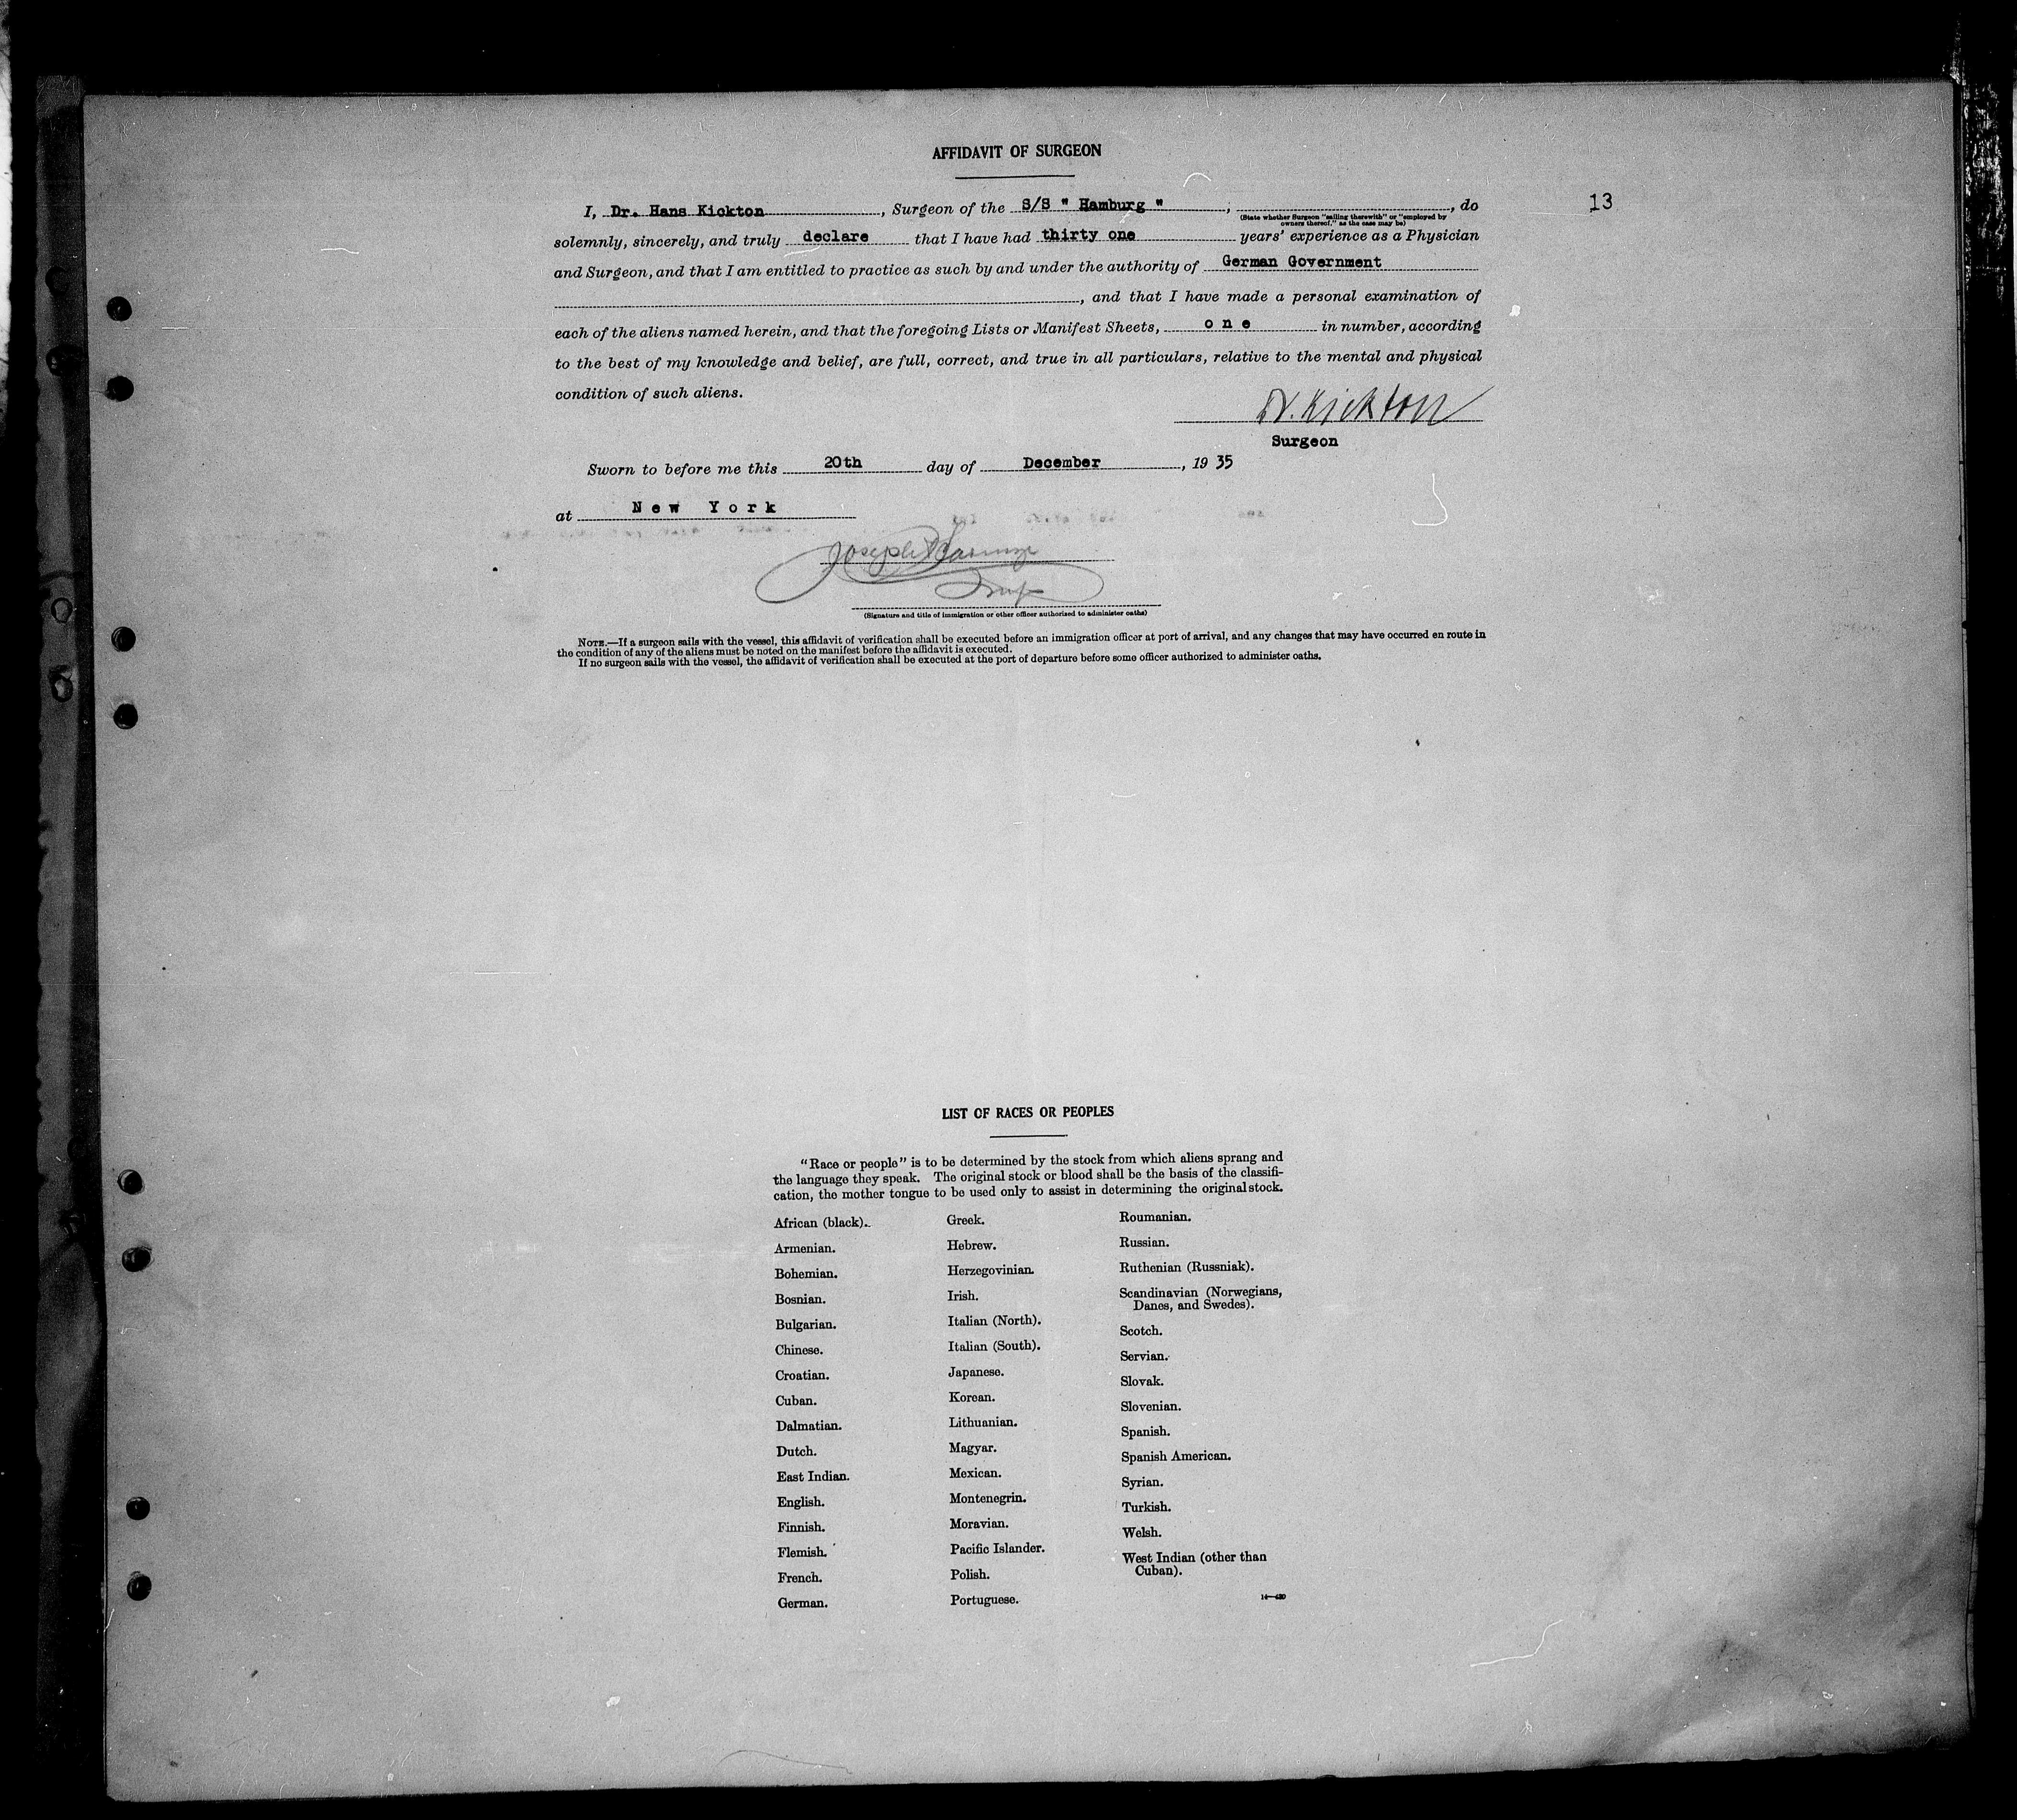 AFFIDAVIT OF SURGEON
13
I, Dr. Hans Kickton, Surgeon of the S/S " Hamburg ", , do
(State whether Surgeon "sailing therewith" or "employed by
owners thereof," as the case may be)
solemnly, sincerely, and truly declare that I have had thirty one years' experience as a Physician
and Surgeon, and that I am entitled to practice as such by and under the authority of German Government
, and that I have made a personal examination of
each of the aliens named herein, and that the foregoing Lists or Manifest Sheets, o n e in number, according
to the best of my knowledge and belief, are full, correct, and true in all particulars, relative to the mental and physical
condition of such aliens.
Dr. Kickton
Surgeon
Sworn to before me this 20th day of December, 19 35
at N e w Y o r k
Joseph
(Signature and title of immigration or other officer authorized to administer oaths)
NOTE.—If a surgeon sails with the vessel, this affidavit of verification shall be executed before an immigration officer at port of arrival, and any changes that may have occurred en route in
the condition of any of the aliens must be noted on the manifest before the affidavit is executed.
If no surgeon sails with the vessel, the affidavit of verification shall be executed at the port of departure before some officer authorized to administer oaths.
LIST OF RACES OR PEOPLES
"Race or people" is to be determined by the stock from which aliens sprang and
the language they speak. The original stock or blood shall be the basis of the classifi-
cation, the mother tongue to be used only to assist in determining the original stock.
African (black).
Armenian.
Bohemian.
Bosnian.
Bulgarian.
Chinese.
Croatian.
Cuban.
Dalmatian.
Dutch.
East Indian.
English.
Finnish.
Flemish.
French.
German.
Greek.
Hebrew.
Herzegovinian.
Irish.
Italian (North).
Italian (South).
Japanese.
Korean.
Lithuanian.
Magyar.
Mexican.
Montenegrin.
Moravian.
Pacific Islander.
Polish.
Portuguese.
Roumanian.
Russian.
Ruthenian (Russniak).
Scandinavian (Norwegians,
Danes, and Swedes).
Scotch.
Servian.
Slovak.
Slovenian.
Spanish.
Spanish American.
Syrian.
Turkish.
Welsh.
West Indian (other than
Cuban).